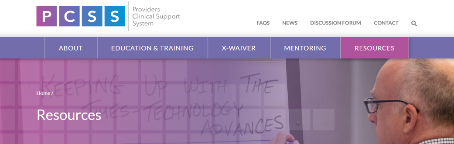 PCSS
Providers
Clinical Support
System
FAQS NEWS DISCUSSION FORUM CONTACT
ABOUT EDUCATION & TRAINING X-WAIVER MENTORING RESOURCES
KEEPING UP WITH THE
TIMES - TECHNOLOGY
ADVANCES
Home /
Resources